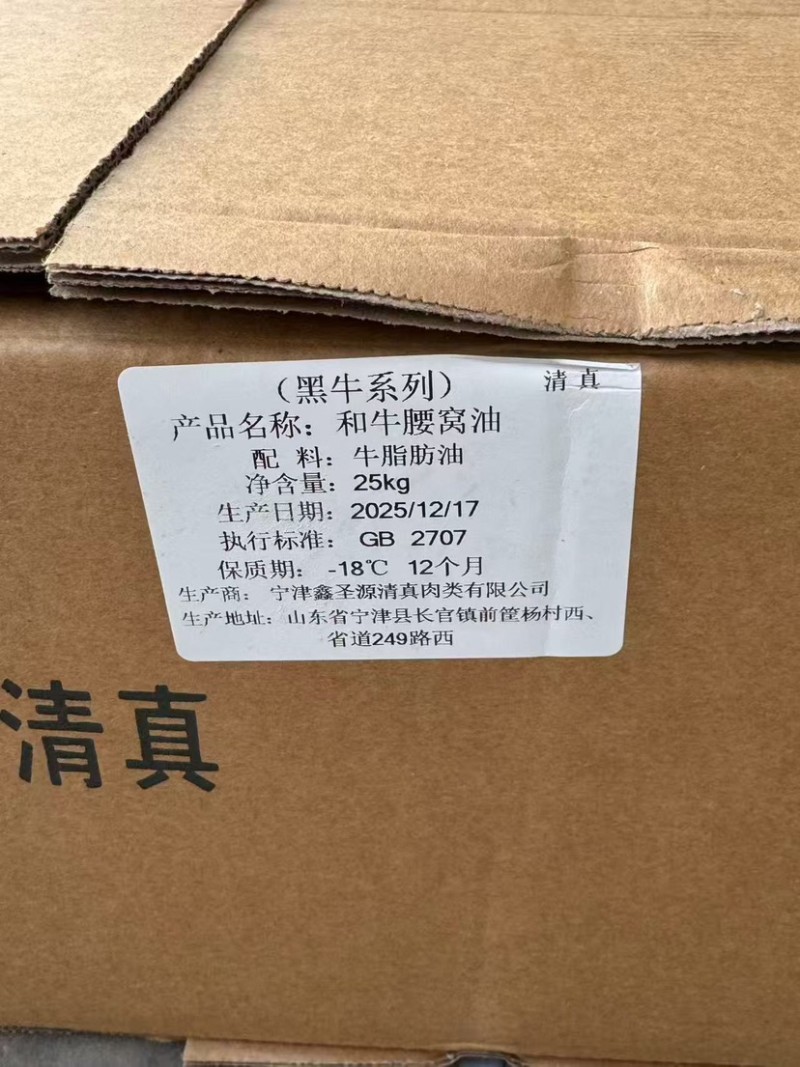 （黑牛系列）
清真
产品名称：和牛腰窝油
配 料：牛脂肪油
净含量：25kg
生产日期：2025/12/17
执行标准： GB 2707
保质期： -18℃ 12个月
生产商：宁津鑫圣源清真肉类有限公司
生产地址：山东省宁津县长官镇前筐杨村西、
省道249路西
清真